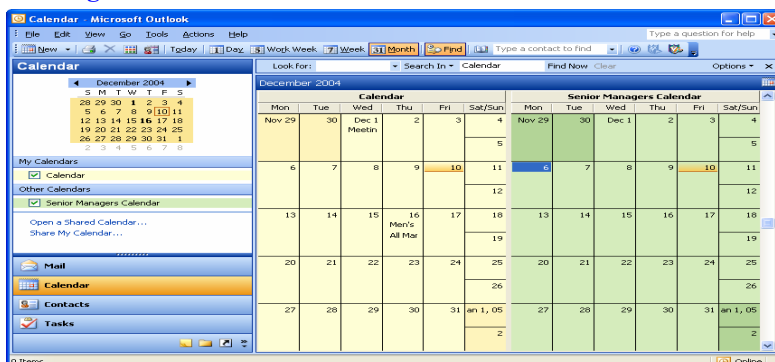 Calendar - Microsoft Outlook
File Edit View Go Tools Actions Help Type a question for help
New Today Day 5 Work Week 7 Week 31 Month Find Type a contact to find
Calendar
Look for: Search In Calendar Find Now Clear Options
December 2004
S M T W T F S
28 29 30 1 2 3 4
5 6 7 8 9 10 11
12 13 14 15 16 17 18
19 20 21 22 23 24 25
26 27 28 29 30 31 1
2 3 4 5 6 7 8
My Calendars
Calendar
Other Calendars
Senior Managers Calendar
Open a Shared Calendar...
Share My Calendar...
Mail
Calendar
Contacts
Tasks
December 2004
Calendar
Mon Tue Wed Thu Fri Sat/Sun
Nov 29 30 Dec 1 2 3 4
Meetin
5
6 7 8 9 10 11
12
13 14 15 16 17 18
Men's
All Mar
19
20 21 22 23 24 25
26
27 28 29 30 31 an 1, 05
2
Senior Managers Calendar
Mon Tue Wed Thu Fri Sat/Sun
Nov 29 30 Dec 1 2 3 4
5
6 7 8 9 10 11
12
13 14 15 16 17 18
19
20 21 22 23 24 25
26
27 28 29 30 31 an 1, 05
2
Online